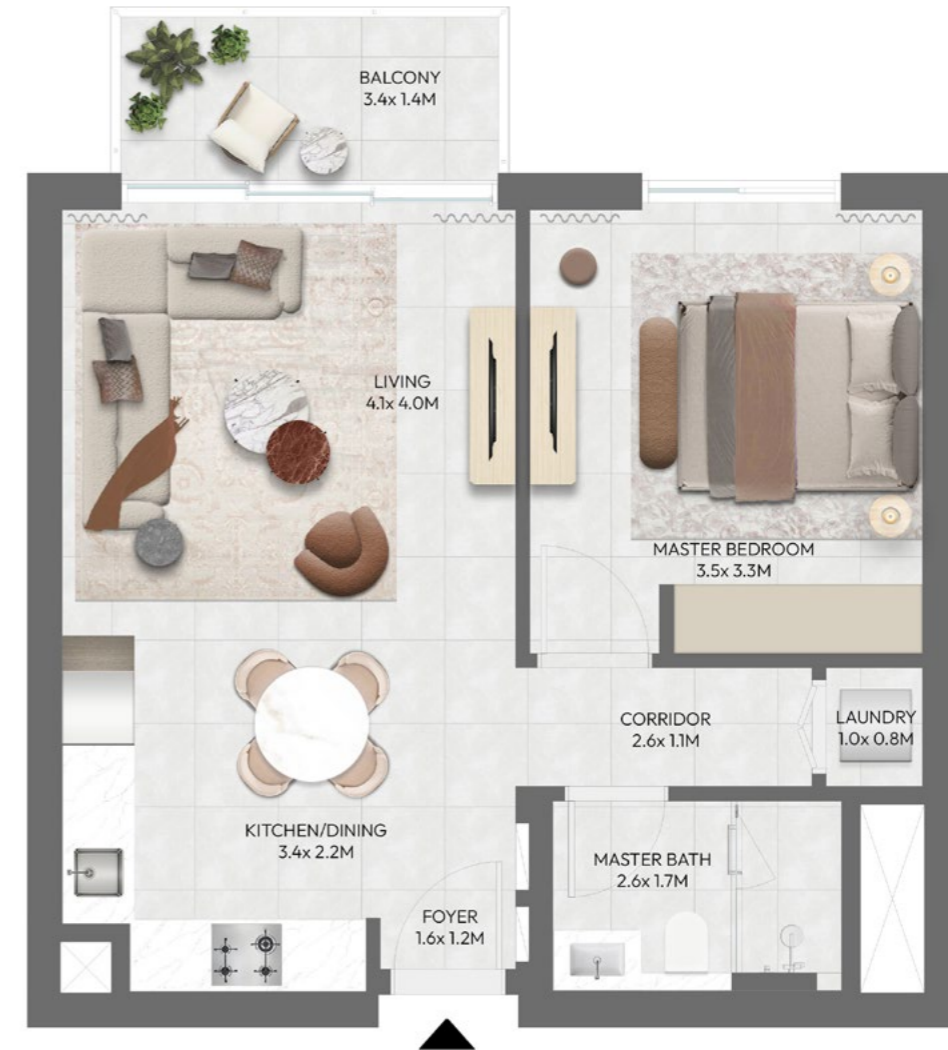 BALCONY
3.4x 1.4M
LIVING
4.1x 4.0M
MASTER BEDROOM
3.5x 3.3M
CORRIDOR
2.6x 1.1M
LAUNDRY
1.0x 0.8M
KITCHEN/DINING
3.4x 2.2M
MASTER BATH
2.6x 1.7M
FOYER
1.6x 1.2M